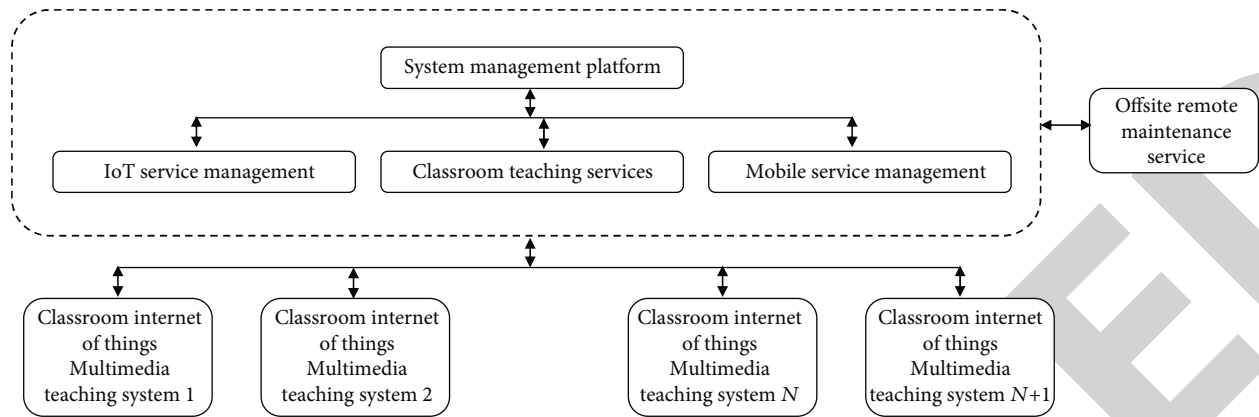 System management platform
IoT service management
Classroom teaching services
Mobile service management
Offsite remote
maintenance
service
Classroom internet
of things
Multimedia
teaching system 1
Classroom internet
of things
Multimedia
teaching system 2
Classroom internet
of things
Multimedia
teaching system N
Classroom internet
of things
Multimedia
teaching system N+1